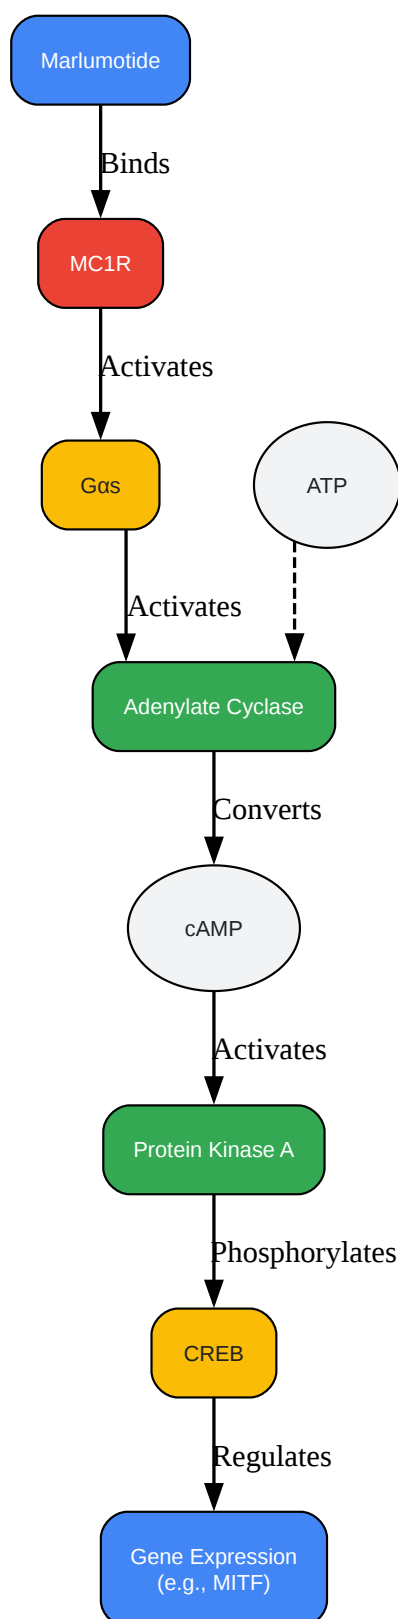 Marlumotide
Binds
MC1R
Activates
Gαs
ATP
Activates
Adenylate Cyclase
Converts
cAMP
Activates
Protein Kinase A
Phosphorylates
CREB
Regulates
Gene Expression
(e.g., MITF)